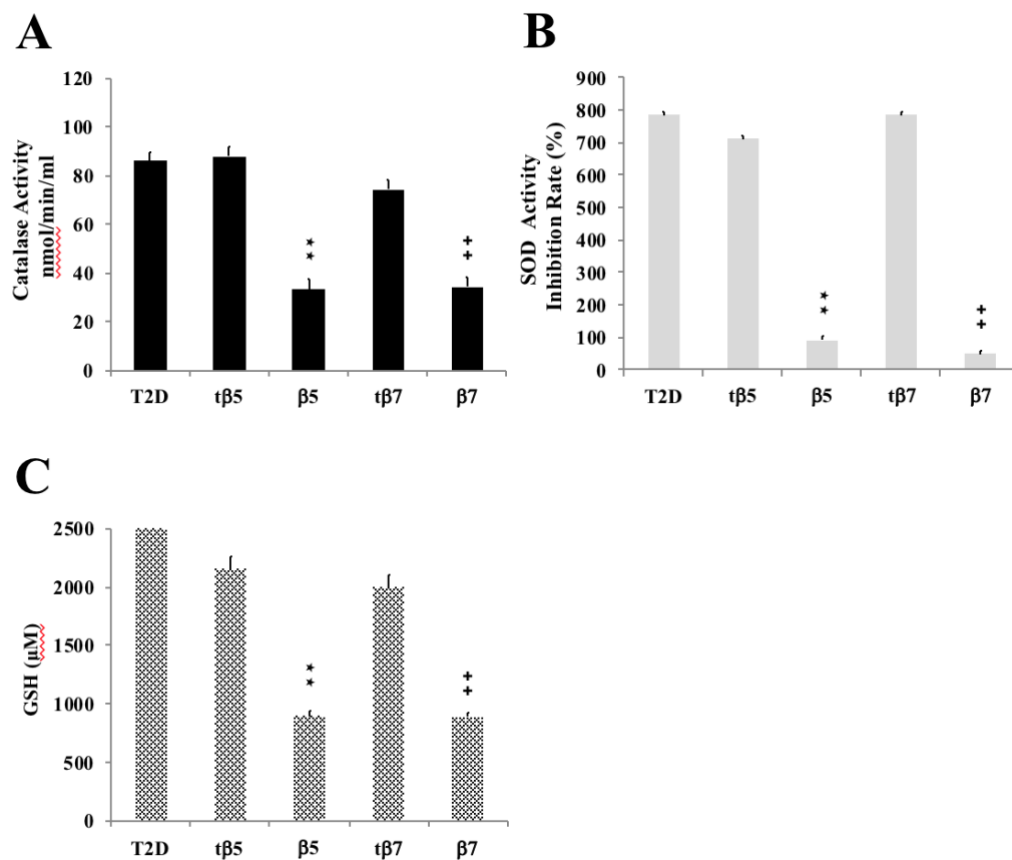 A
Catalase Activity
nmol/min/ml
120
100
80
60
40
20
0
**
++
T2D tβ5 β5 tβ7 β7
B
SOD Activity
Inhibition Rate (%)
900
800
700
600
500
400
300
200
100
0
**
++
T2D tβ5 β5 tβ7 β7
C
GSH (μM)
2500
2000
1500
1000
500
0
**
++
T2D tβ5 β5 tβ7 β7